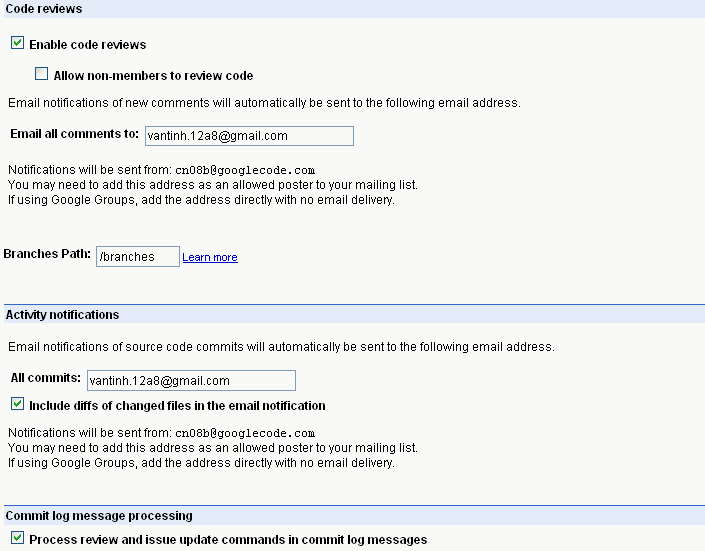 Code reviews
Enable code reviews
Allow non-members to review code
Email notifications of new comments will automatically be sent to the following email address.
Email all comments to: vantinh.12a8@gmail.com
Notifications will be sent from: cn08b@googlecode.com
You may need to add this address as an allowed poster to your mailing list.
If using Google Groups, add the address directly with no email delivery.
Branches Path: /branches Learn more
Activity notifications
Email notifications of source code commits will automatically be sent to the following email address.
All commits: vantinh.12a8@gmail.com
Include diffs of changed files in the email notification
Notifications will be sent from: cn08b@googlecode.com
You may need to add this address as an allowed poster to your mailing list.
If using Google Groups, add the address directly with no email delivery.
Commit log message processing
Process review and issue update commands in commit log messages